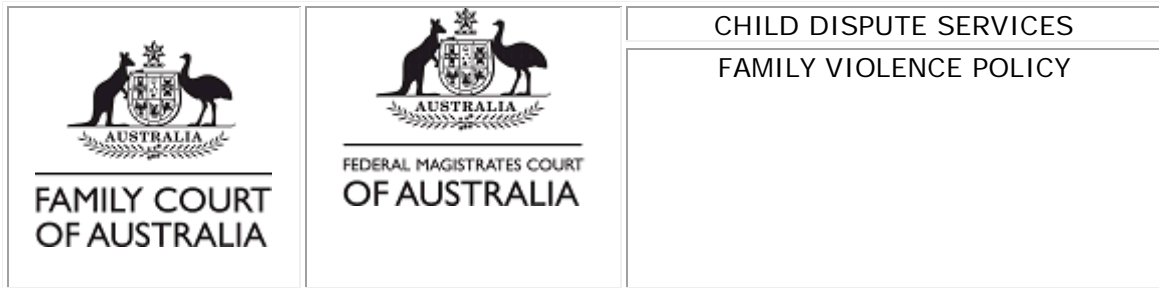 AUSTRALIA
FAMILY COURT
OF AUSTRALIA
AUSTRALIA
FEDERAL MAGISTRATES COURT
OF AUSTRALIA
CHILD DISPUTE SERVICES
FAMILY VIOLENCE POLICY